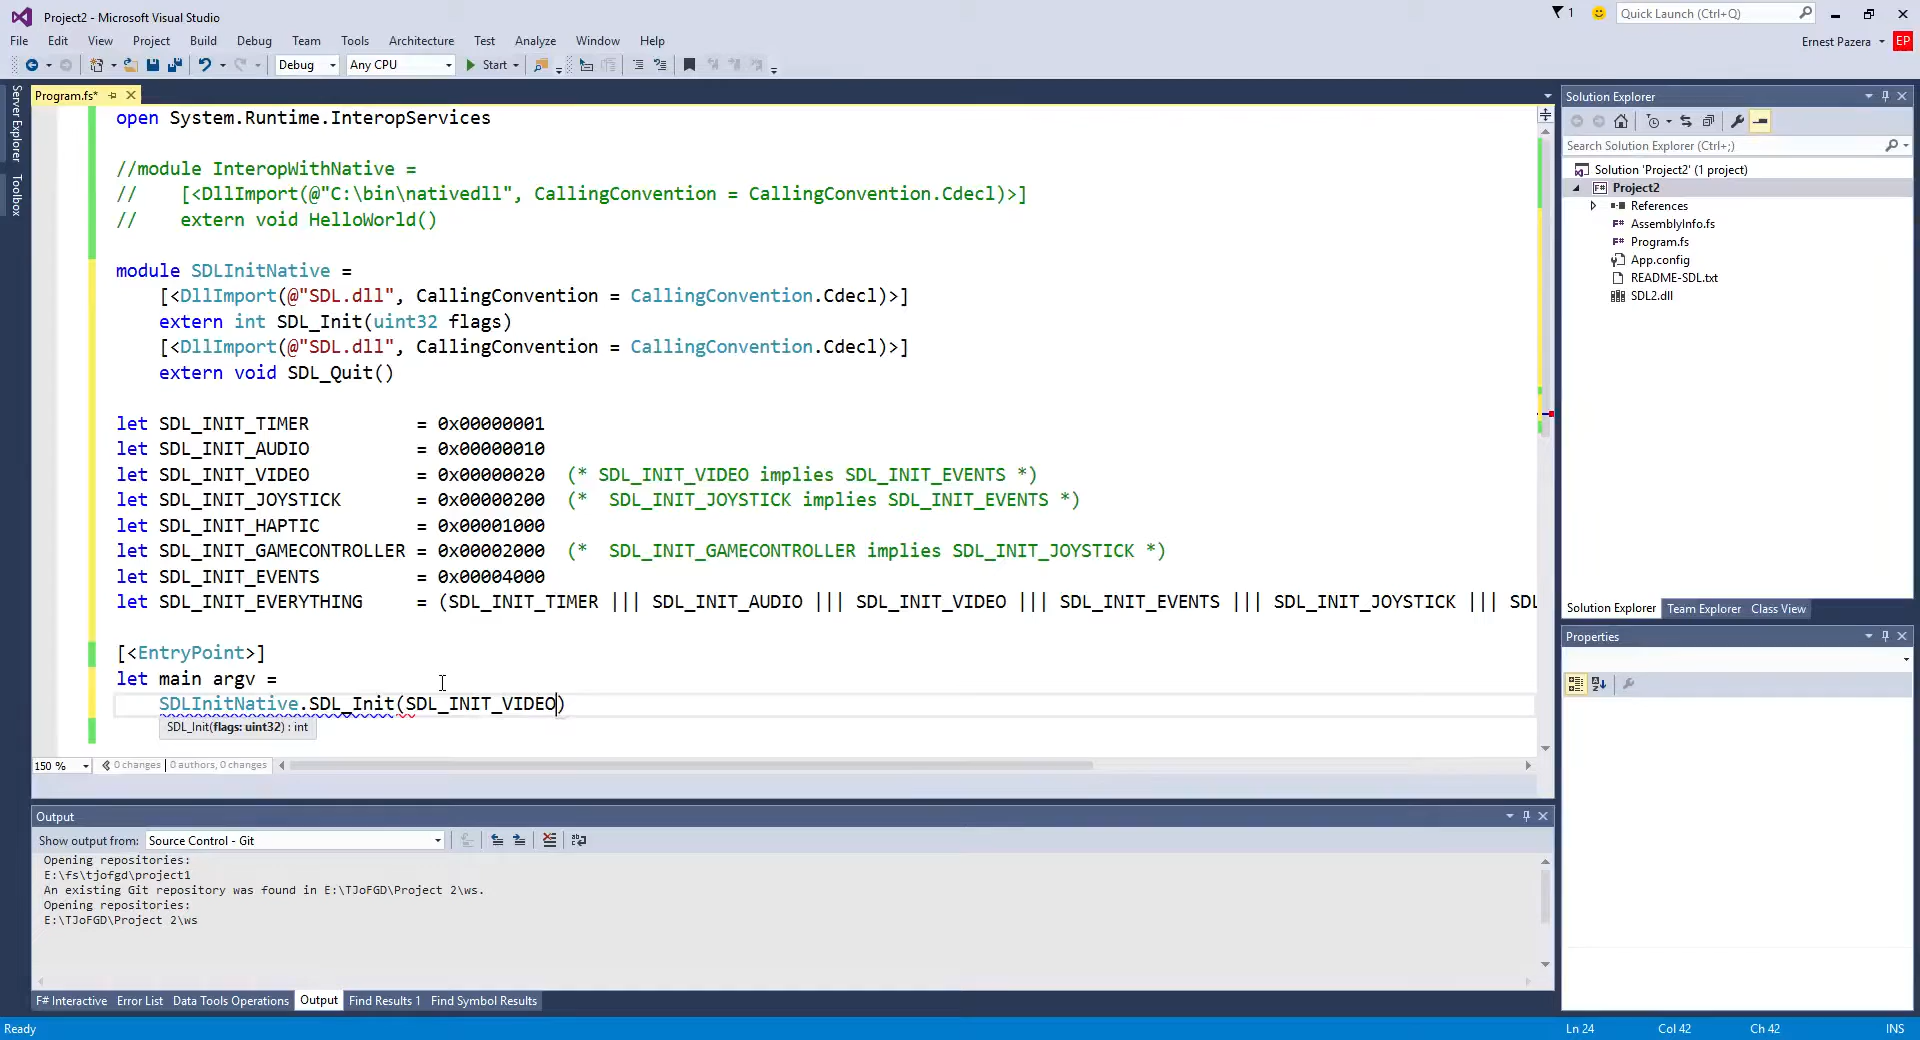 Project2 - Microsoft Visual Studio
1
Quick Launch (Ctrl+Q)
File Edit View Project Build Debug Team Tools Architecture Test Analyze Window Help
Ernest Pazera
EP
Debug
Any CPU
Start
Server Explorer
Toolbox
Program.fs*
open System.Runtime.InteropServices
//module InteropWithNative =
//    [<DllImport(@"C:\bin\nativedll", CallingConvention = CallingConvention.Cdecl)>]
//    extern void HelloWorld()
module SDLInitNative =
    [<DllImport(@"SDL.dll", CallingConvention = CallingConvention.Cdecl)>]
    extern int SDL_Init(uint32 flags)
    [<DllImport(@"SDL.dll", CallingConvention = CallingConvention.Cdecl)>]
    extern void SDL_Quit()
let SDL_INIT_TIMER          = 0x00000001
let SDL_INIT_AUDIO          = 0x00000010
let SDL_INIT_VIDEO          = 0x00000020  (* SDL_INIT_VIDEO implies SDL_INIT_EVENTS *)
let SDL_INIT_JOYSTICK       = 0x00000200  (*  SDL_INIT_JOYSTICK implies SDL_INIT_EVENTS *)
let SDL_INIT_HAPTIC         = 0x00001000
let SDL_INIT_GAMECONTROLLER = 0x00002000  (*  SDL_INIT_GAMECONTROLLER implies SDL_INIT_JOYSTICK *)
let SDL_INIT_EVENTS         = 0x00004000
let SDL_INIT_EVERYTHING     = (SDL_INIT_TIMER ||| SDL_INIT_AUDIO ||| SDL_INIT_VIDEO ||| SDL_INIT_EVENTS ||| SDL_INIT_JOYSTICK ||| SDL
[<EntryPoint>]
let main argv =
    SDLInitNative.SDL_Init(SDL_INIT_VIDEO)
SDL_Init(flags: uint32) : int
150 %
0 changes | 0 authors, 0 changes
Output
Show output from: Source Control - Git
Opening repositories:
E:\fs\tjofgd\project1
An existing Git repository was found in E:\TJoFGD\Project 2\ws.
Opening repositories:
E:\TJoFGD\Project 2\ws
F# Interactive Error List Data Tools Operations Output Find Results 1 Find Symbol Results
Solution Explorer
Search Solution Explorer (Ctrl+;)
Solution 'Project2' (1 project)
F# Project2
References
F# AssemblyInfo.fs
F# Program.fs
App.config
README-SDL.txt
SDL2.dll
Solution Explorer Team Explorer Class View
Properties
Ready
Ln 24 Col 42 Ch 42 INS